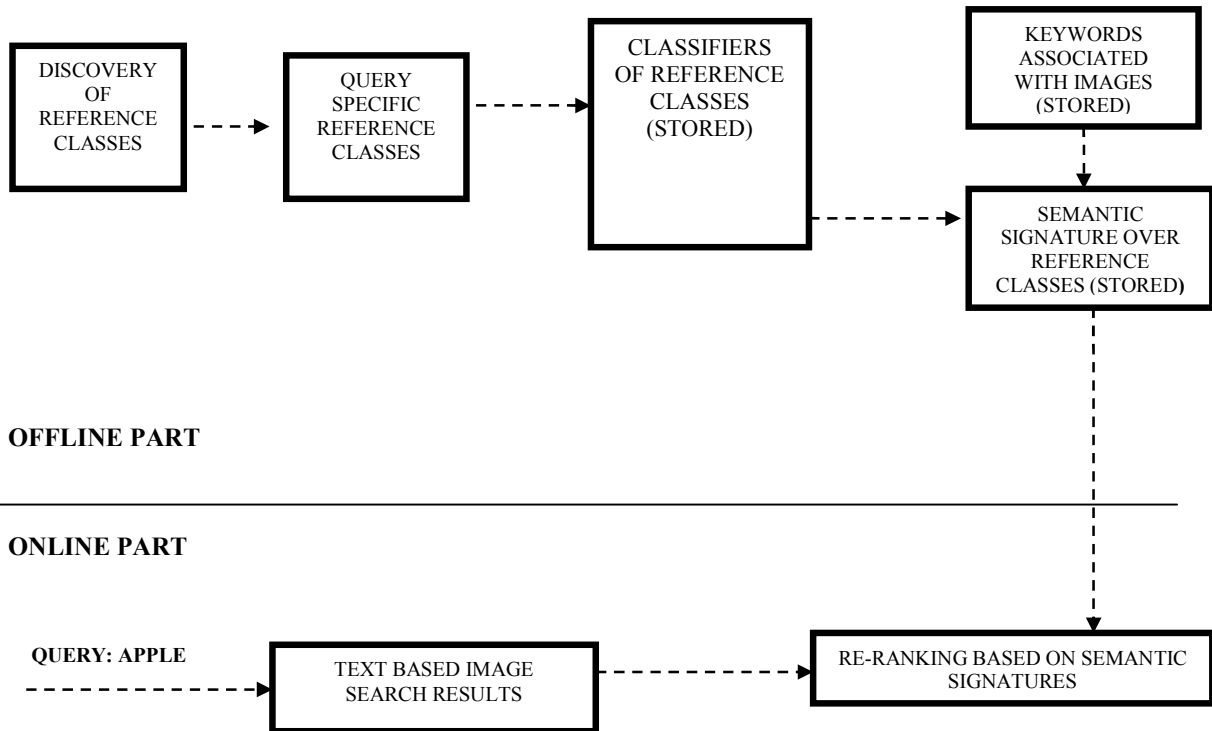 DISCOVERY
OF
REFERENCE
CLASSES
QUERY
SPECIFIC
REFERENCE
CLASSES
CLASSIFIERS
OF REFERENCE
CLASSES
(STORED)
KEYWORDS
ASSOCIATED
WITH IMAGES
(STORED)
SEMANTIC
SIGNATURE OVER
REFERENCE
CLASSES (STORED)
OFFLINE PART
ONLINE PART
QUERY: APPLE
TEXT BASED IMAGE
SEARCH RESULTS
RE-RANKING BASED ON SEMANTIC
SIGNATURES